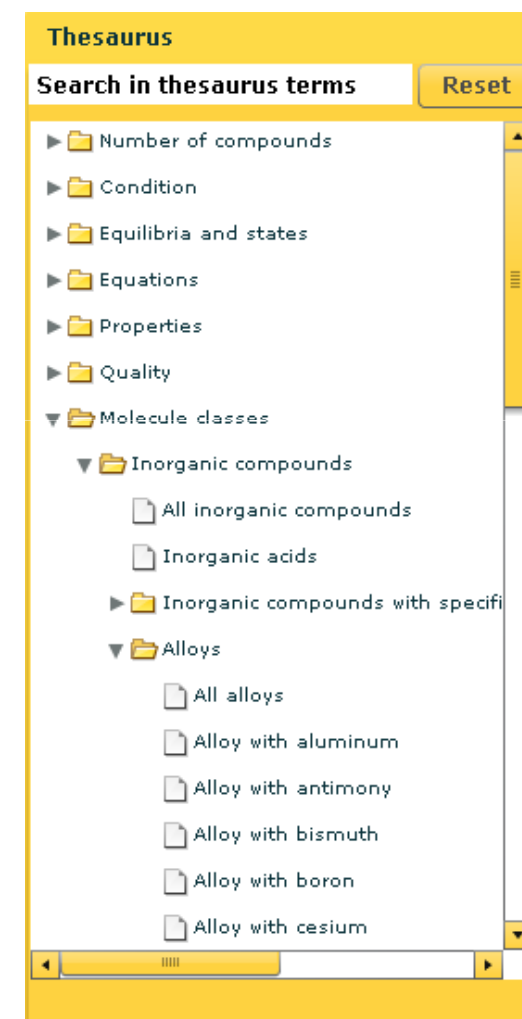 Thesaurus
Search in thesaurus terms Reset
Number of compounds
Condition
Equilibria and states
Equations
Properties
Quality
Molecule classes
Inorganic compounds
All inorganic compounds
Inorganic acids
Inorganic compounds with specifi
Alloys
All alloys
Alloy with aluminum
Alloy with antimony
Alloy with bismuth
Alloy with boron
Alloy with cesium